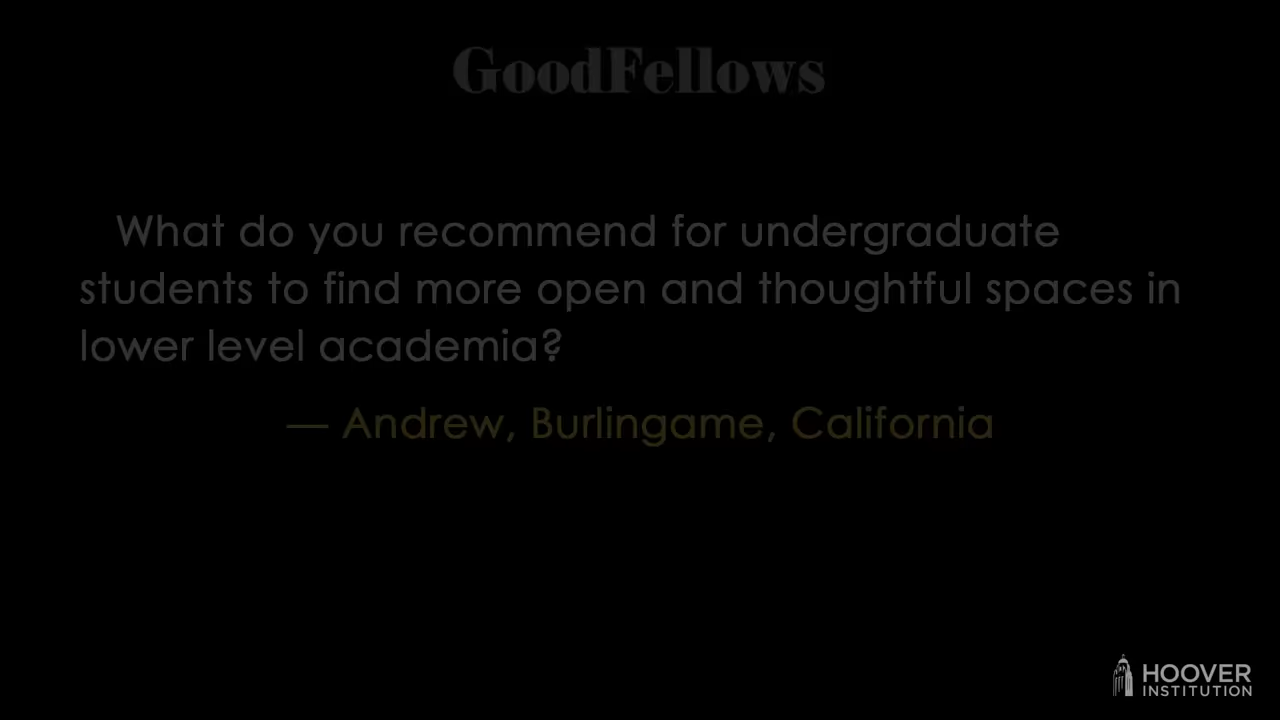 GoodFellows
What do you recommend for undergraduate
students to find more open and thoughtful spaces in
lower level academia?
— Andrew, Burlingame, California
HOOVER
INSTITUTION